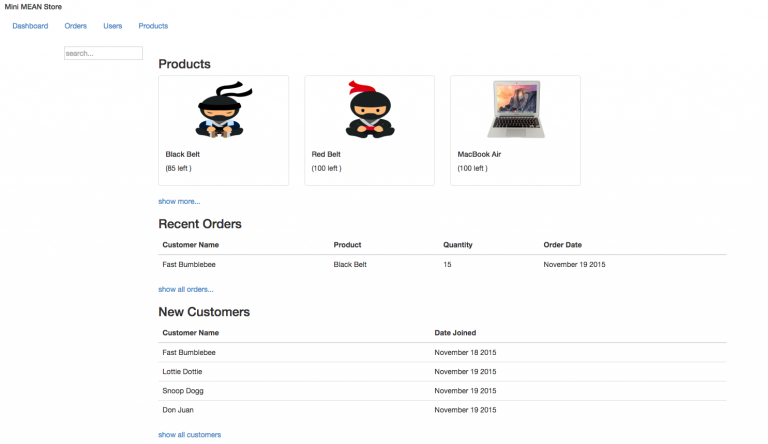 Mini MEAN Store
Dashboard Orders Users Products
search...
Products
Black Belt Red Belt MacBook Air
(85 left ) (100 left ) (100 left )
show more...
Recent Orders
Customer Name Product Quantity Order Date
Fast Bumblebee Black Belt 15 November 19 2015
show all orders...
New Customers
Customer Name Date Joined
Fast Bumblebee November 18 2015
Lottie Dottie November 19 2015
Snoop Dogg November 19 2015
Don Juan November 19 2015
show all customers